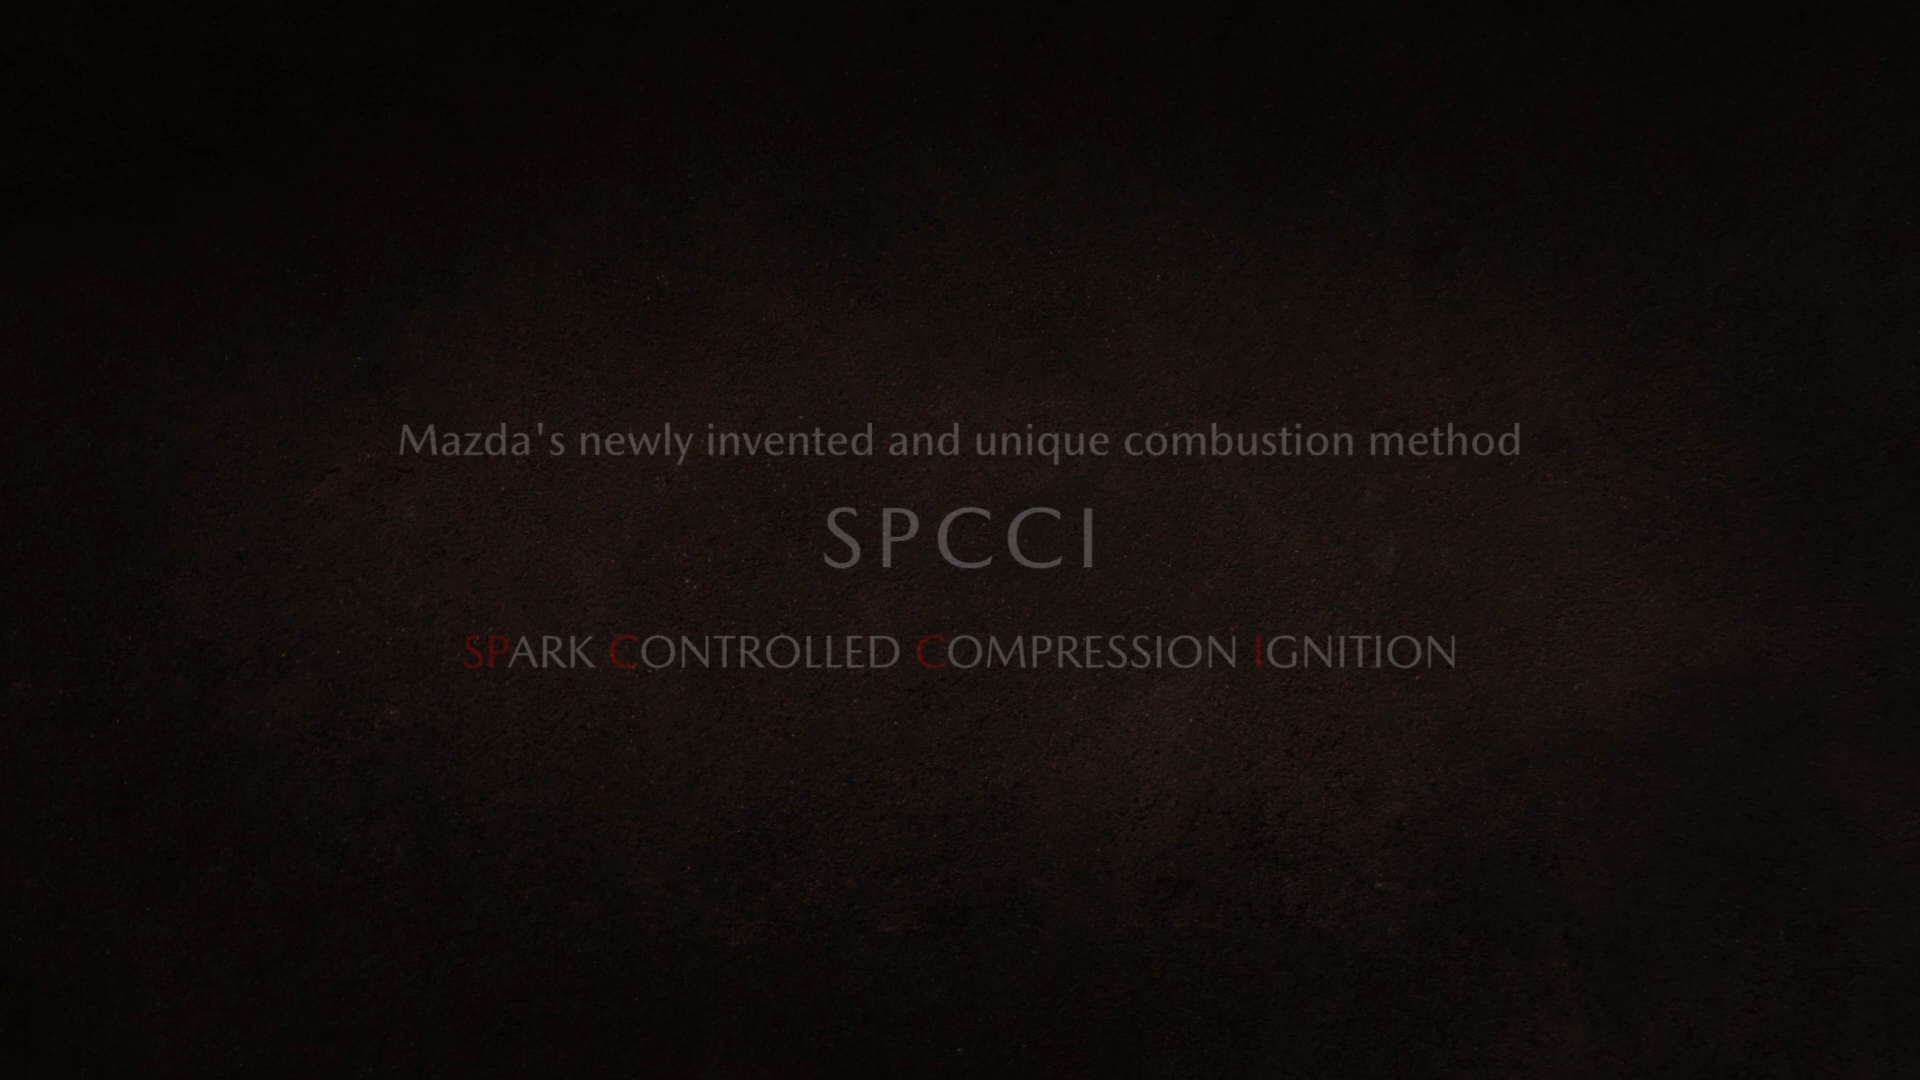 Mazda's newly invented and unique combustion method
SPCCI
SPARK CONTROLLED COMPRESSION IGNITION